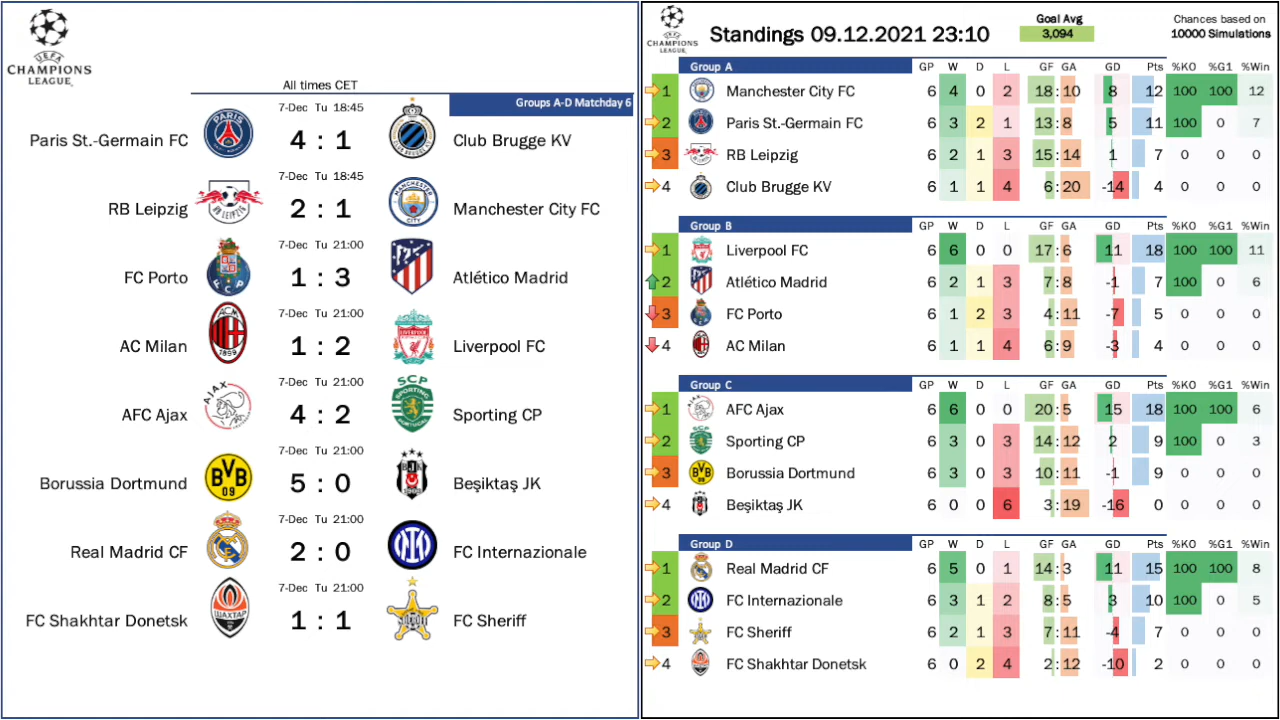 UEFA
CHAMPIONS
LEAGUE
All times CET
Groups A-D Matchday 6
7-Dec Tu 18:45
Paris St.-Germain FC 4 : 1 Club Brugge KV
7-Dec Tu 18:45
RB Leipzig 2 : 1 Manchester City FC
7-Dec Tu 21:00
FC Porto 1 : 3 Atlético Madrid
7-Dec Tu 21:00
AC Milan 1 : 2 Liverpool FC
7-Dec Tu 21:00
AFC Ajax 4 : 2 Sporting CP
7-Dec Tu 21:00
Borussia Dortmund 5 : 0 Beşiktaş JK
7-Dec Tu 21:00
Real Madrid CF 2 : 0 FC Internazionale
7-Dec Tu 21:00
FC Shakhtar Donetsk 1 : 1 FC Sheriff
UEFA
CHAMPIONS
LEAGUE
Standings 09.12.2021 23:10
Goal Avg
3,094
Chances based on
10000 Simulations
Group A GP W D L GF GA GD Pts %KO %G1 %Win
1 Manchester City FC 6 4 0 2 18 : 10 8 12 100 100 12
2 Paris St.-Germain FC 6 3 2 1 13 : 8 5 11 100 0 7
3 RB Leipzig 6 2 1 3 15 : 14 1 7 0 0 0
4 Club Brugge KV 6 1 1 4 6 : 20 -14 4 0 0 0
Group B GP W D L GF GA GD Pts %KO %G1 %Win
1 Liverpool FC 6 6 0 0 17 : 6 11 18 100 100 11
2 Atlético Madrid 6 2 1 3 7 : 8 -1 7 100 0 6
3 FC Porto 6 1 2 3 4 : 11 -7 5 0 0 0
4 AC Milan 6 1 1 4 6 : 9 -3 4 0 0 0
Group C GP W D L GF GA GD Pts %KO %G1 %Win
1 AFC Ajax 6 6 0 0 20 : 5 15 18 100 100 6
2 Sporting CP 6 3 0 3 14 : 12 2 9 100 0 3
3 Borussia Dortmund 6 3 0 3 10 : 11 -1 9 0 0 0
4 Beşiktaş JK 6 0 0 6 3 : 19 -16 0 0 0 0
Group D GP W D L GF GA GD Pts %KO %G1 %Win
1 Real Madrid CF 6 5 0 1 14 : 3 11 15 100 100 8
2 FC Internazionale 6 3 1 2 8 : 5 3 10 100 0 5
3 FC Sheriff 6 2 1 3 7 : 11 -4 7 0 0 0
4 FC Shakhtar Donetsk 6 0 2 4 2 : 12 -10 2 0 0 0